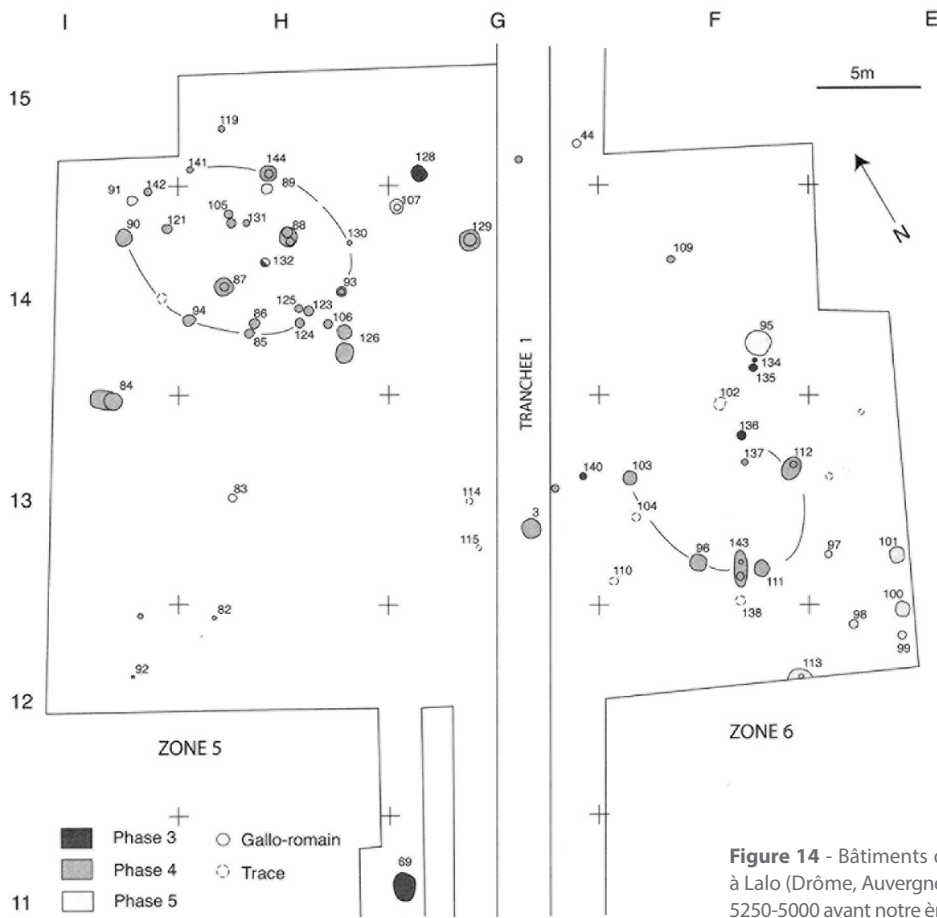 I H G F E
5m
15
119
44
141 144 128
91 142 89 107
N
90 121 105 131 88 130 129
109
132
87 93
14
94 86 125 123 106
85 124 126
95
134
135
84
102
TRANCHEE 1
136
137 112
13
83 114 140 103
104
115 3
96 143 111 97 101
110
138
100
82
98
99
92
113
12
ZONE 5
ZONE 6
Phase 3
Gallo-romain
Phase 4
Trace
Phase 5
69
11
Figure 14 - Bâtiments
à Lalo (Drôme, Auvergne
5250-5000 avant notre